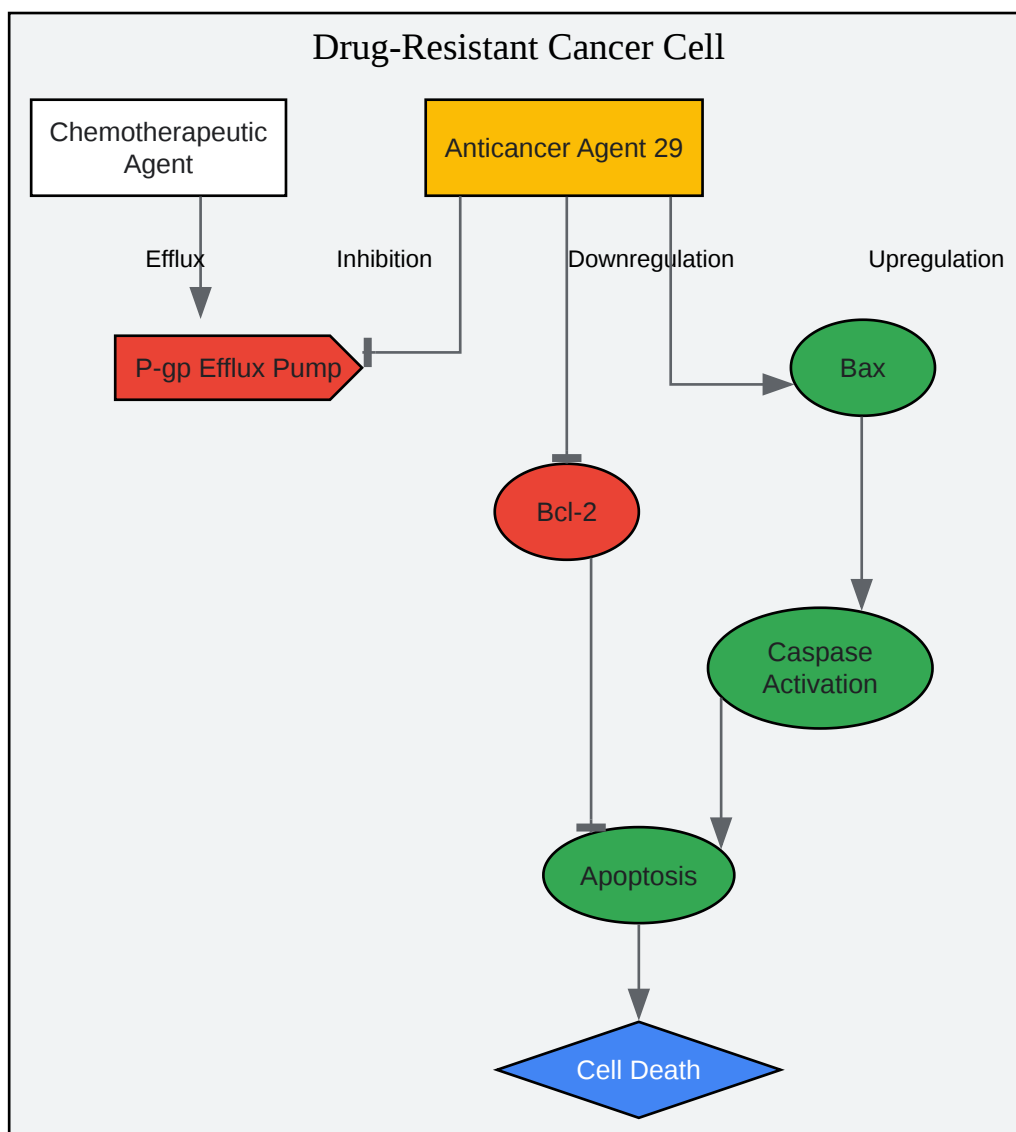 Drug-Resistant Cancer Cell
Chemotherapeutic
Agent
Anticancer Agent 29
Efflux
Inhibition
Downregulation
Upregulation
P-gp Efflux Pump
Bax
Bcl-2
Caspase
Activation
Apoptosis
Cell Death